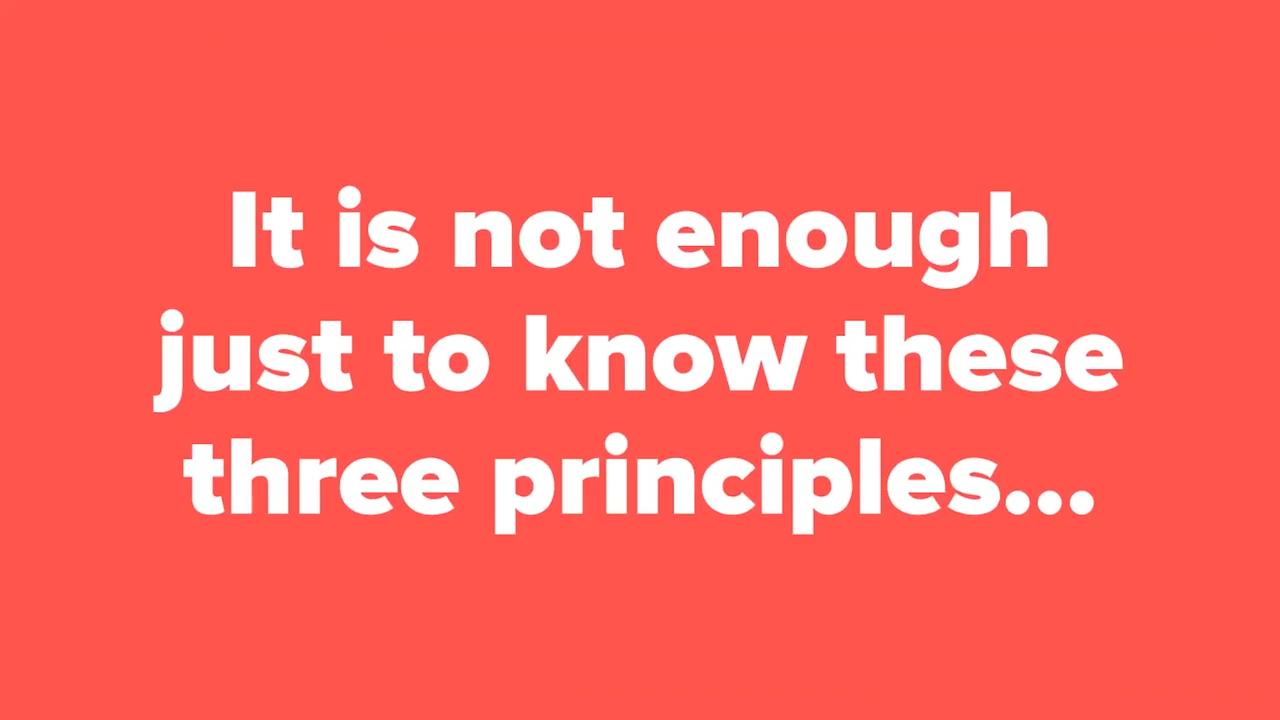 It is not enough
just to know these
three principles...